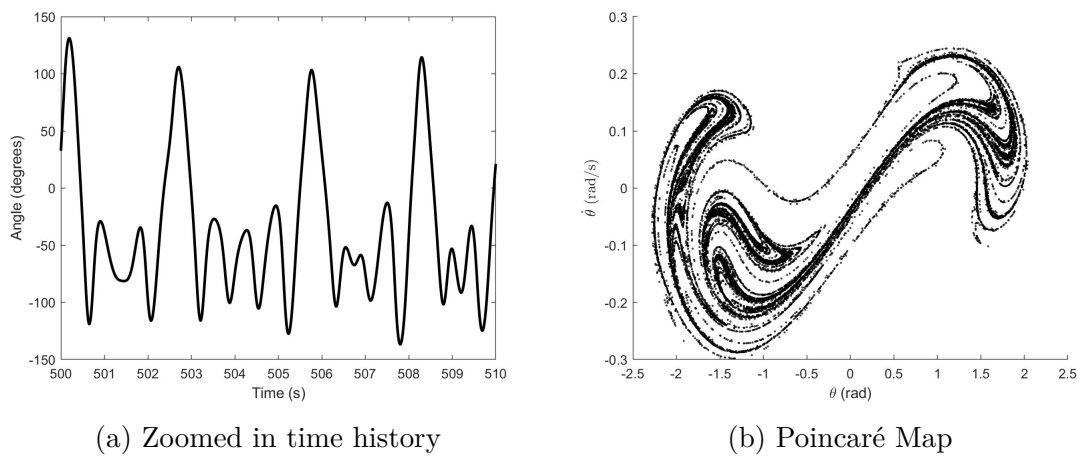 150
100
50
0
-50
-100
-150
Angle (degrees)
500 501 502 503 504 505 506 507 508 509 510
Time (s)
(a) Zoomed in time history
0.3
0.2
0.1
0
-0.1
-0.2
-0.3
θ̇ (rad/s)
-2.5 -2 -1.5 -1 -0.5 0 0.5 1 1.5 2 2.5
θ (rad)
(b) Poincaré Map